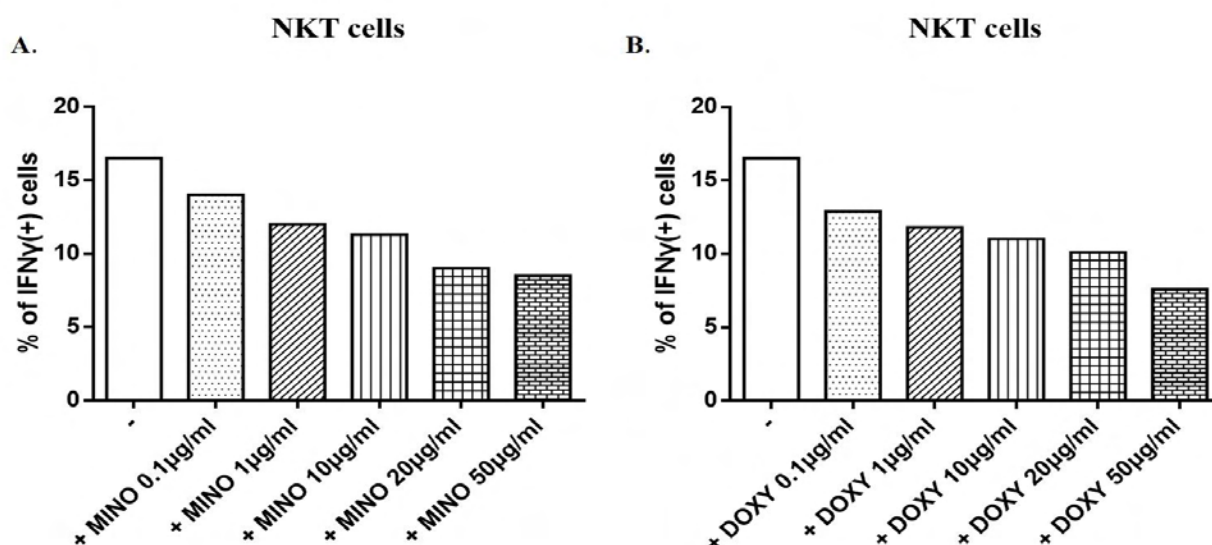 A.
NKT cells
% of IFNγ(+) cells
20
15
10
5
0
-
+ MINO 0.1µg/ml
+ MINO 1µg/ml
+ MINO 10µg/ml
+ MINO 20µg/ml
+ MINO 50µg/ml
B.
NKT cells
% of IFNγ(+) cells
20
15
10
5
0
-
+ DOXY 0.1µg/ml
+ DOXY 1µg/ml
+ DOXY 10µg/ml
+ DOXY 20µg/ml
+ DOXY 50µg/ml